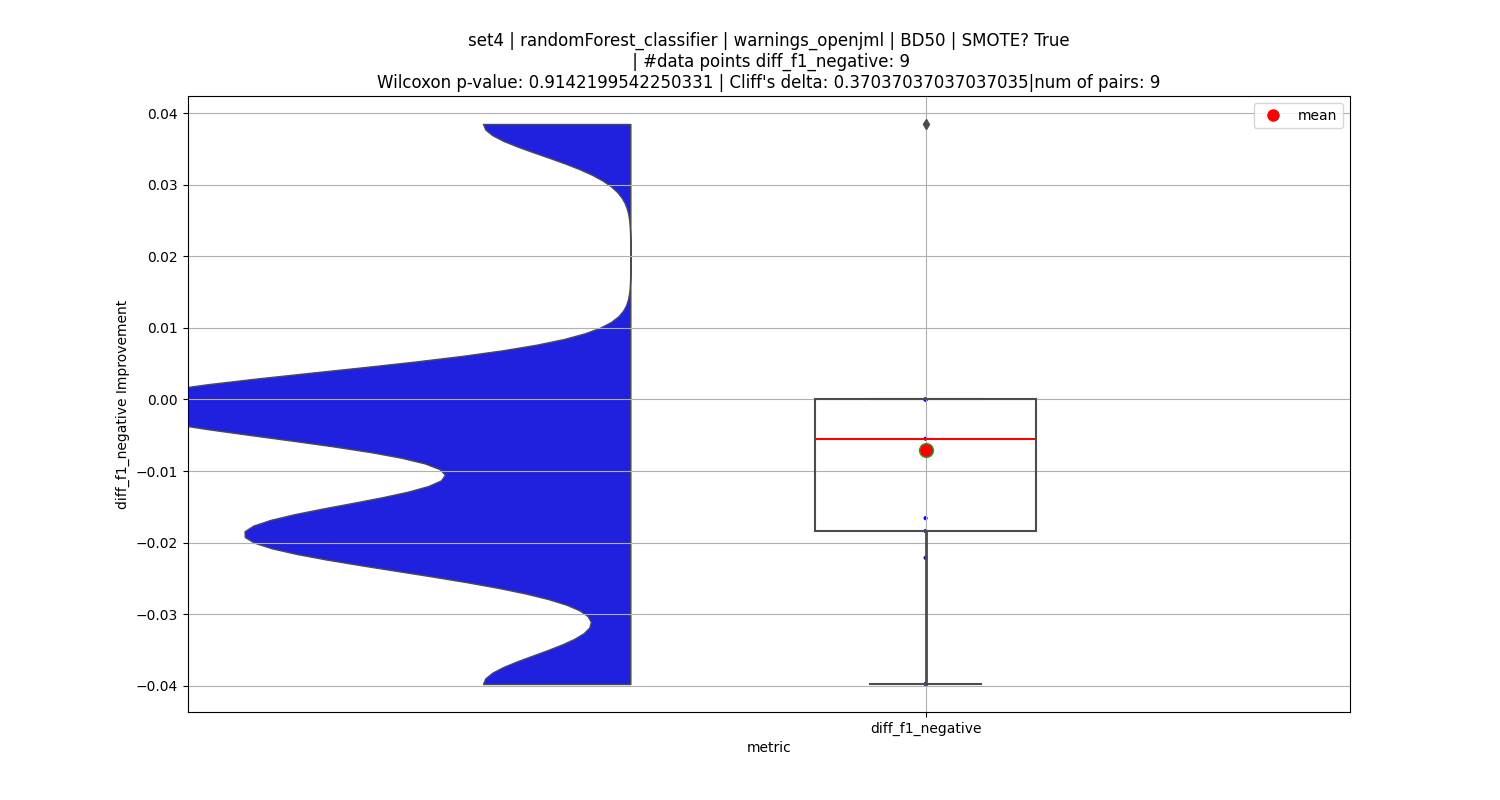 set4 | randomForest_classifier | warnings_openjml | BD50 | SMOTE? True
| #data points diff_f1_negative: 9
Wilcoxon p-value: 0.9142199542250331 | Cliff's delta: 0.37037037037037035|num of pairs: 9
mean
0.04
0.03
0.02
0.01
0.00
−0.01
−0.02
−0.03
−0.04
diff_f1_negative Improvement
diff_f1_negative
metric